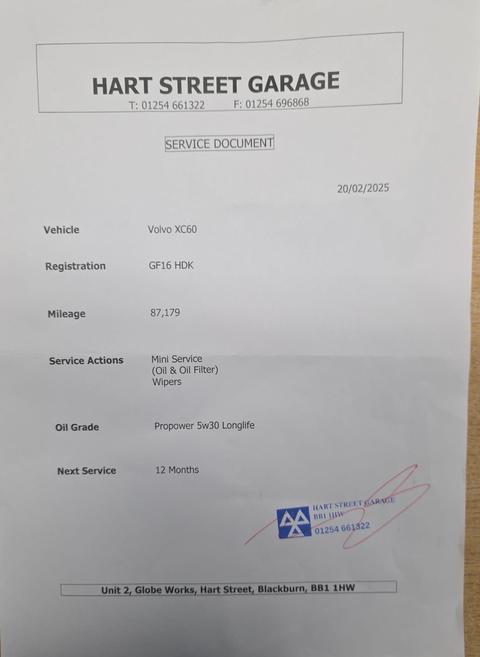 HART STREET GARAGE
T: 01254 661322 F: 01254 696868
SERVICE DOCUMENT
20/02/2025
Vehicle Volvo XC60
Registration GF16 HDK
Mileage 87,179
Service Actions Mini Service
(Oil & Oil Filter)
Wipers
Oil Grade Propower 5w30 Longlife
Next Service 12 Months
HART STREET GARAGE
BB1 1HW
01254 661322
Unit 2, Globe Works, Hart Street, Blackburn, BB1 1HW